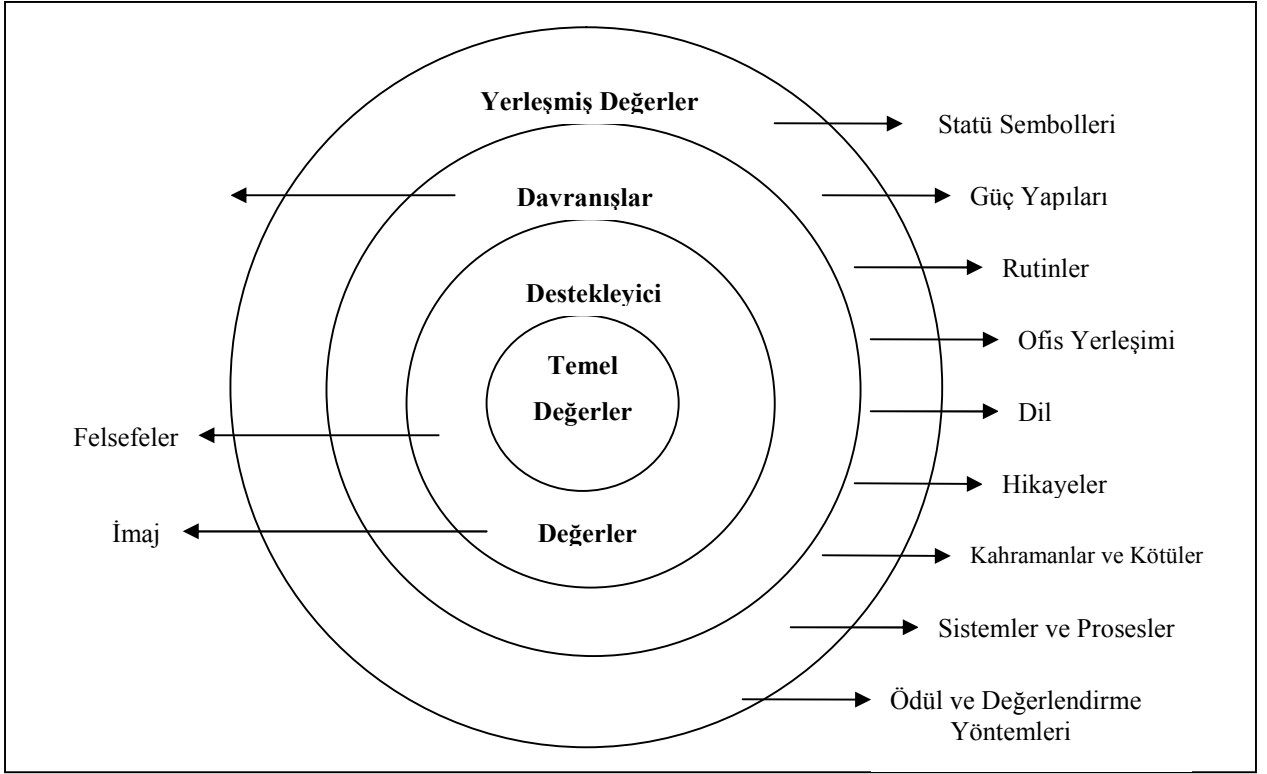 Yerleşmiş Değerler
Statü Sembolleri
Davranışlar
Güç Yapıları
Rutinler
Destekleyici
Ofis Yerleşimi
Temel
Değerler
Dil
Felsefeler
Hikayeler
İmaj
Değerler
Kahramanlar ve Kötüler
Sistemler ve Prosesler
Ödül ve Değerlendirme
Yöntemleri